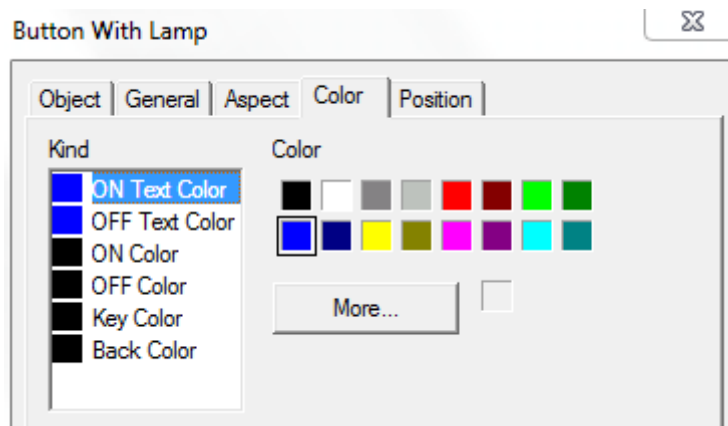 Button With Lamp
Object General Aspect Color Position
Kind Color
ON Text Color
OFF Text Color
ON Color
OFF Color
Key Color
Back Color
More...